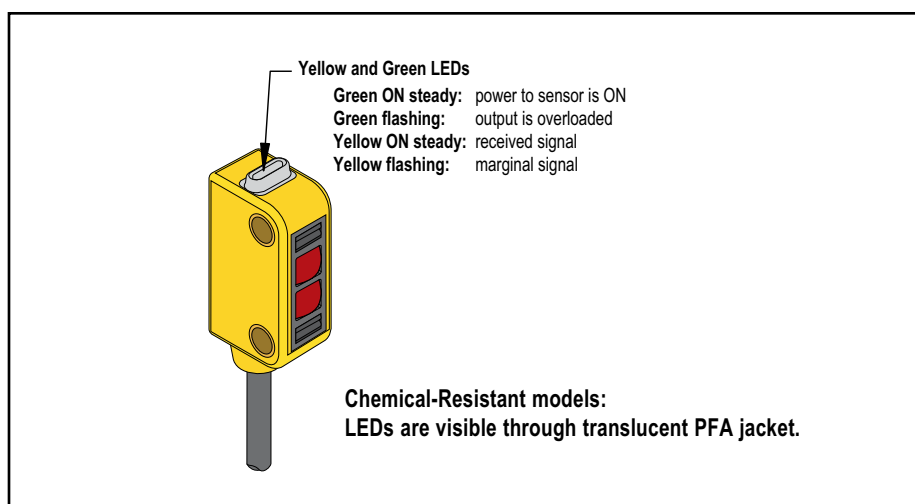 Yellow and Green LEDs
Green ON steady: power to sensor is ON
Green flashing: output is overloaded
Yellow ON steady: received signal
Yellow flashing: marginal signal
Chemical-Resistant models:
LEDs are visible through translucent PFA jacket.